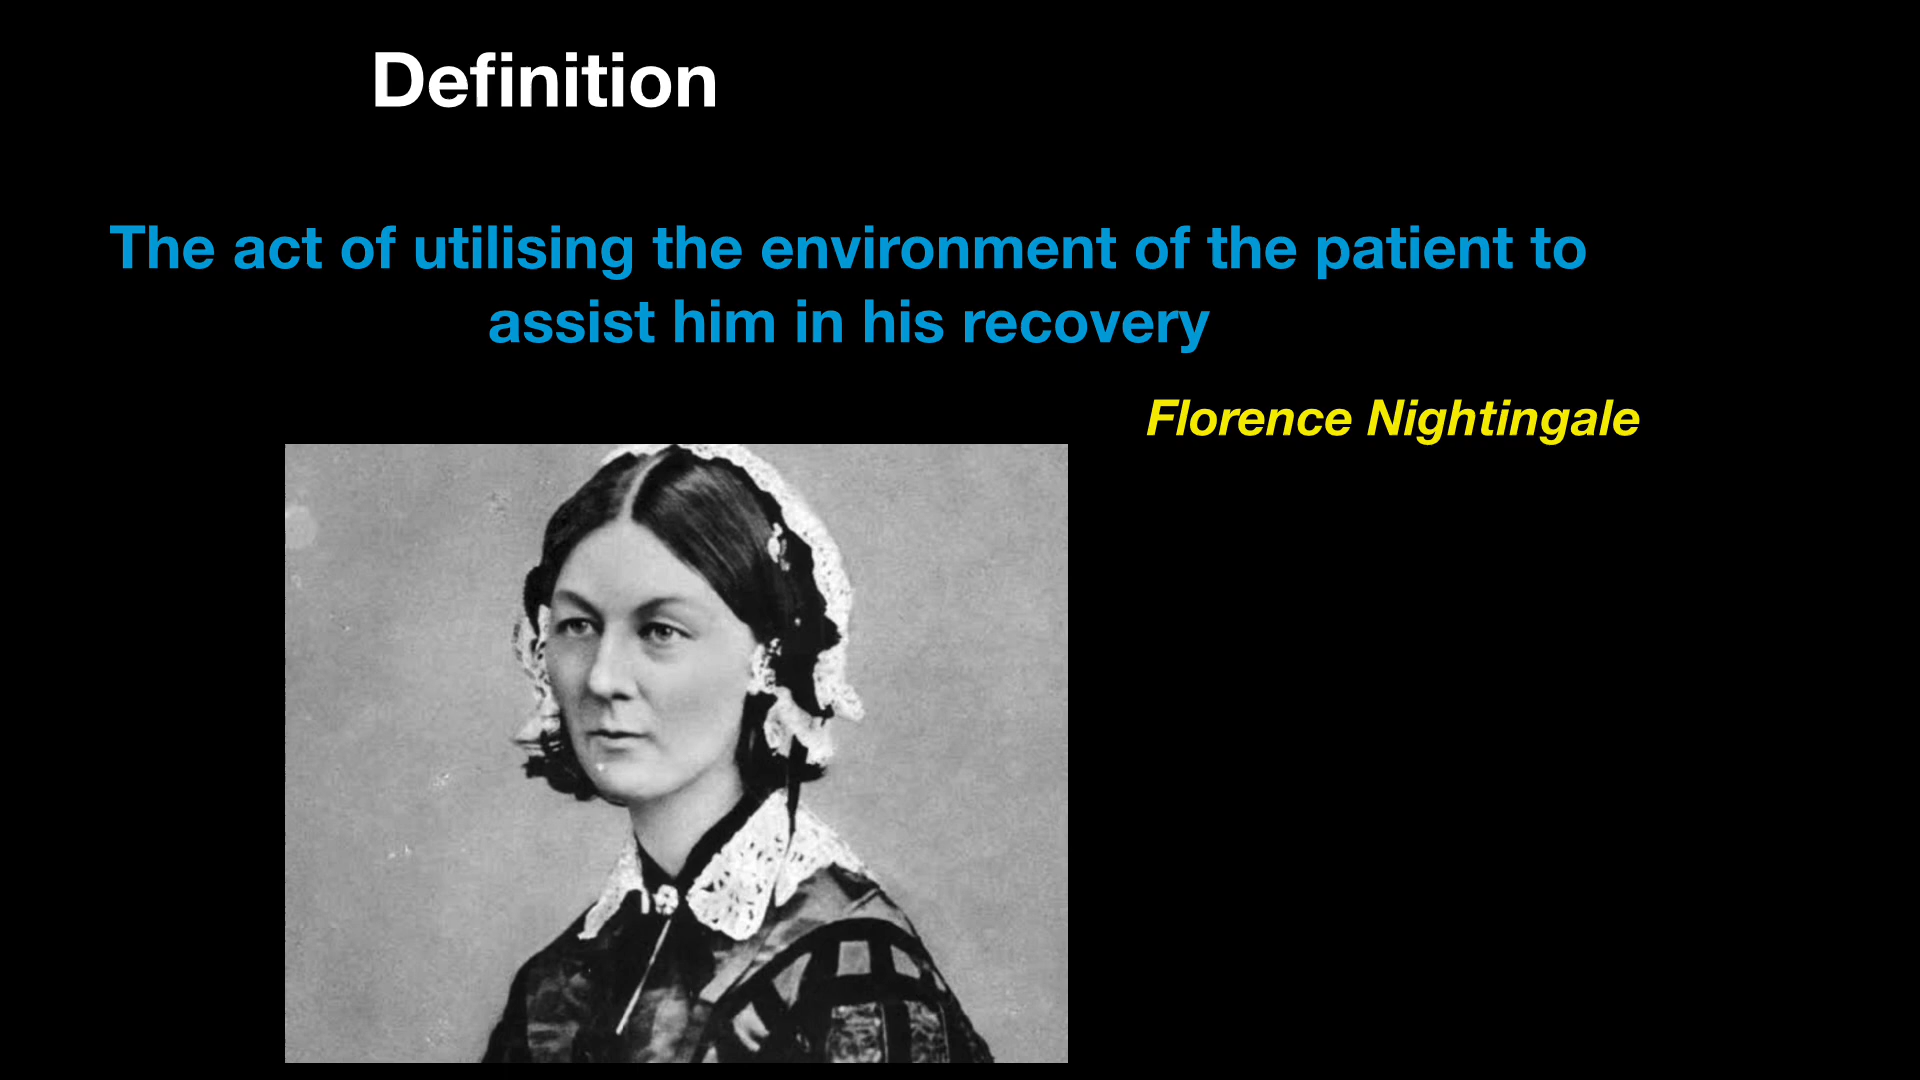 Definition
The act of utilising the environment of the patient to
assist him in his recovery
Florence Nightingale